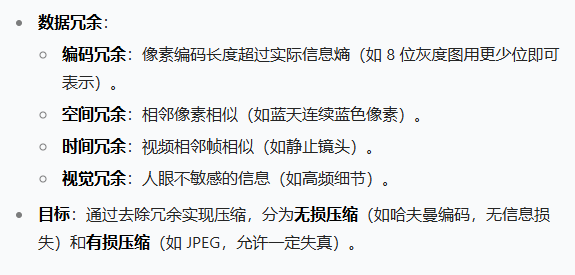 数据冗余：
编码冗余：像素编码长度超过实际信息熵（如 8 位灰度图用更少位即可
表示）。
空间冗余：相邻像素相似（如蓝天连续蓝色像素）。
时间冗余：视频相邻帧相似（如静止镜头）。
视觉冗余：人眼不敏感的信息（如高频细节）。
目标：通过去除冗余实现压缩，分为无损压缩（如哈夫曼编码，无信息损
失）和有损压缩（如 JPEG，允许一定失真）。